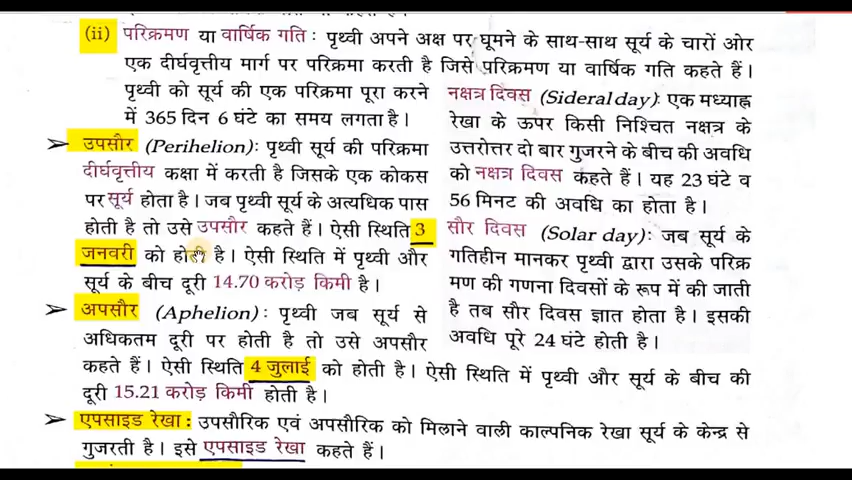 (ii) परिक्रमण या वार्षिक गति : पृथ्वी अपने अक्ष पर घूमने के साथ-साथ सूर्य के चारों ओर
एक दीर्घवृत्तीय मार्ग पर परिक्रमा करती है जिसे परिक्रमण या वार्षिक गति कहते हैं।
पृथ्वी को सूर्य की एक परिक्रमा पूरा करने
में 365 दिन 6 घंटे का समय लगता है।
➤ उपसौर (Perihelion): पृथ्वी सूर्य की परिक्रमा
दीर्घवृत्तीय कक्षा में करती है जिसके एक कोकस
पर सूर्य होता है। जब पृथ्वी सूर्य के अत्यधिक पास
होती है तो उसे उपसौर कहते हैं। ऐसी स्थिति 3
जनवरी को होती है। ऐसी स्थिति में पृथ्वी और
सूर्य के बीच दूरी 14.70 करोड़ किमी है।
➤ अपसौर (Aphelion): पृथ्वी जब सूर्य से
अधिकतम दूरी पर होती है तो उसे अपसौर
कहते हैं। ऐसी स्थिति 4 जुलाई को होती है। ऐसी स्थिति में पृथ्वी और सूर्य के बीच की
दूरी 15.21 करोड़ किमी होती है।
नक्षत्र दिवस (Sideral day): एक मध्याह्न
रेखा के ऊपर किसी निश्चित नक्षत्र के
उत्तरोत्तर दो बार गुजरने के बीच की अवधि
को नक्षत्र दिवस कहते हैं। यह 23 घंटे व
56 मिनट की अवधि का होता है।
सौर दिवस (Solar day): जब सूर्य के
गतिहीन मानकर पृथ्वी द्वारा उसके परिक्र
मण की गणना दिवसों के रूप में की जाती
है तब सौर दिवस ज्ञात होता है। इसकी
अवधि पूरे 24 घंटे होती है।
➤ एपसाइड रेखा : उपसौरिक एवं अपसौरिक को मिलाने वाली काल्पनिक रेखा सूर्य के केन्द्र से
गुजरती है। इसे एपसाइड रेखा कहते हैं।